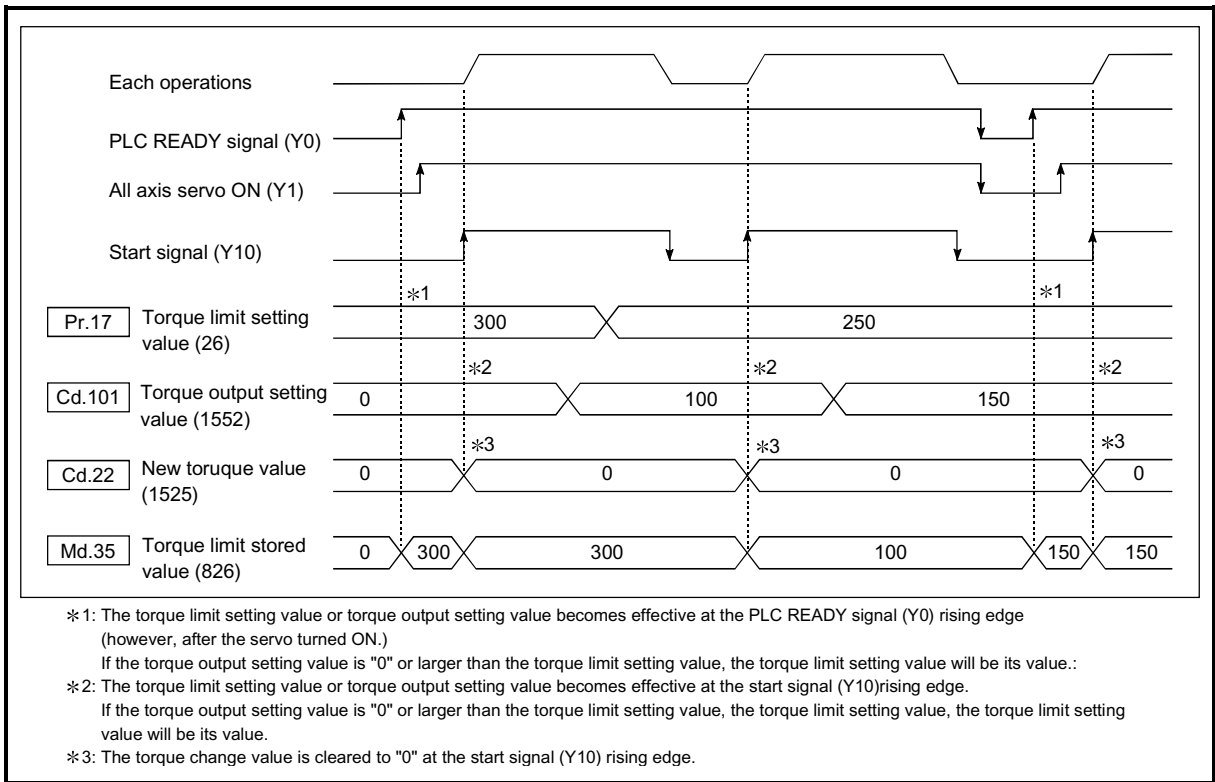 Each operations
PLC READY signal (Y0)
All axis servo ON (Y1)
Start signal (Y10)
*1 *1
Pr.17 Torque limit setting 300 250
value (26)
*2 *2 *2
Cd.101 Torque output setting 0 100 150
value (1552)
*3 *3 *3
Cd.22 New toruque value 0 0 0 0
(1525)
Md.35 Torque limit stored 0 300 300 100 150 150
value (826)
*1: The torque limit setting value or torque output setting value becomes effective at the PLC READY signal (Y0) rising edge
(however, after the servo turned ON.)
If the torque output setting value is "0" or larger than the torque limit setting value, the torque limit setting value will be its value.:
*2: The torque limit setting value or torque output setting value becomes effective at the start signal (Y10)rising edge.
If the torque output setting value is "0" or larger than the torque limit setting value, the torque limit setting value, the torque limit setting
value will be its value.
*3: The torque change value is cleared to "0" at the start signal (Y10) rising edge.